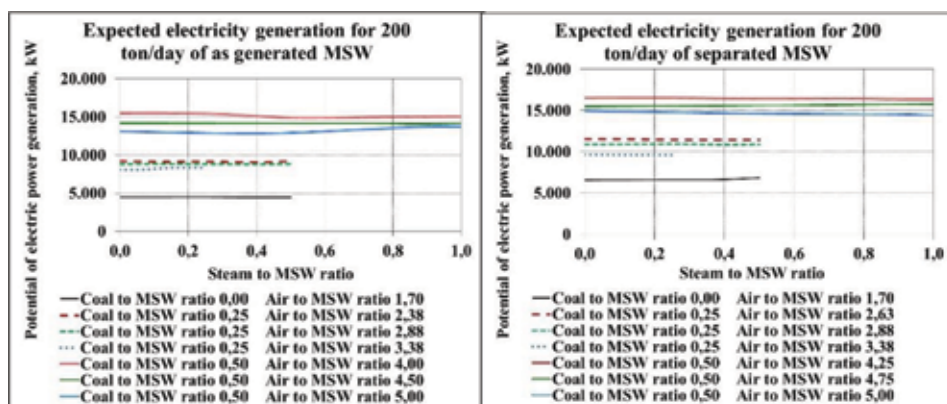 Expected electricity generation for 200
ton/day of as generated MSW
Potential of electric power generation, kW
20.000
15.000
10.000
5.000
0
0,0 0,2 0,4 0,6 0,8 1,0
Steam to MSW ratio
Coal to MSW ratio 0,00 Air to MSW ratio 1,70
Coal to MSW ratio 0,25 Air to MSW ratio 2,38
Coal to MSW ratio 0,25 Air to MSW ratio 2,88
Coal to MSW ratio 0,25 Air to MSW ratio 3,38
Coal to MSW ratio 0,50 Air to MSW ratio 4,00
Coal to MSW ratio 0,50 Air to MSW ratio 4,50
Coal to MSW ratio 0,50 Air to MSW ratio 5,00
Expected electricity generation for 200
ton/day of separated MSW
Potential of electric power generation, kW
20.000
15.000
10.000
5.000
0
0,0 0,2 0,4 0,6 0,8 1,0
Steam to MSW ratio
Coal to MSW ratio 0,00 Air to MSW ratio 1,70
Coal to MSW ratio 0,25 Air to MSW ratio 2,63
Coal to MSW ratio 0,25 Air to MSW ratio 2,88
Coal to MSW ratio 0,25 Air to MSW ratio 3,38
Coal to MSW ratio 0,50 Air to MSW ratio 4,25
Coal to MSW ratio 0,50 Air to MSW ratio 4,75
Coal to MSW ratio 0,50 Air to MSW ratio 5,00